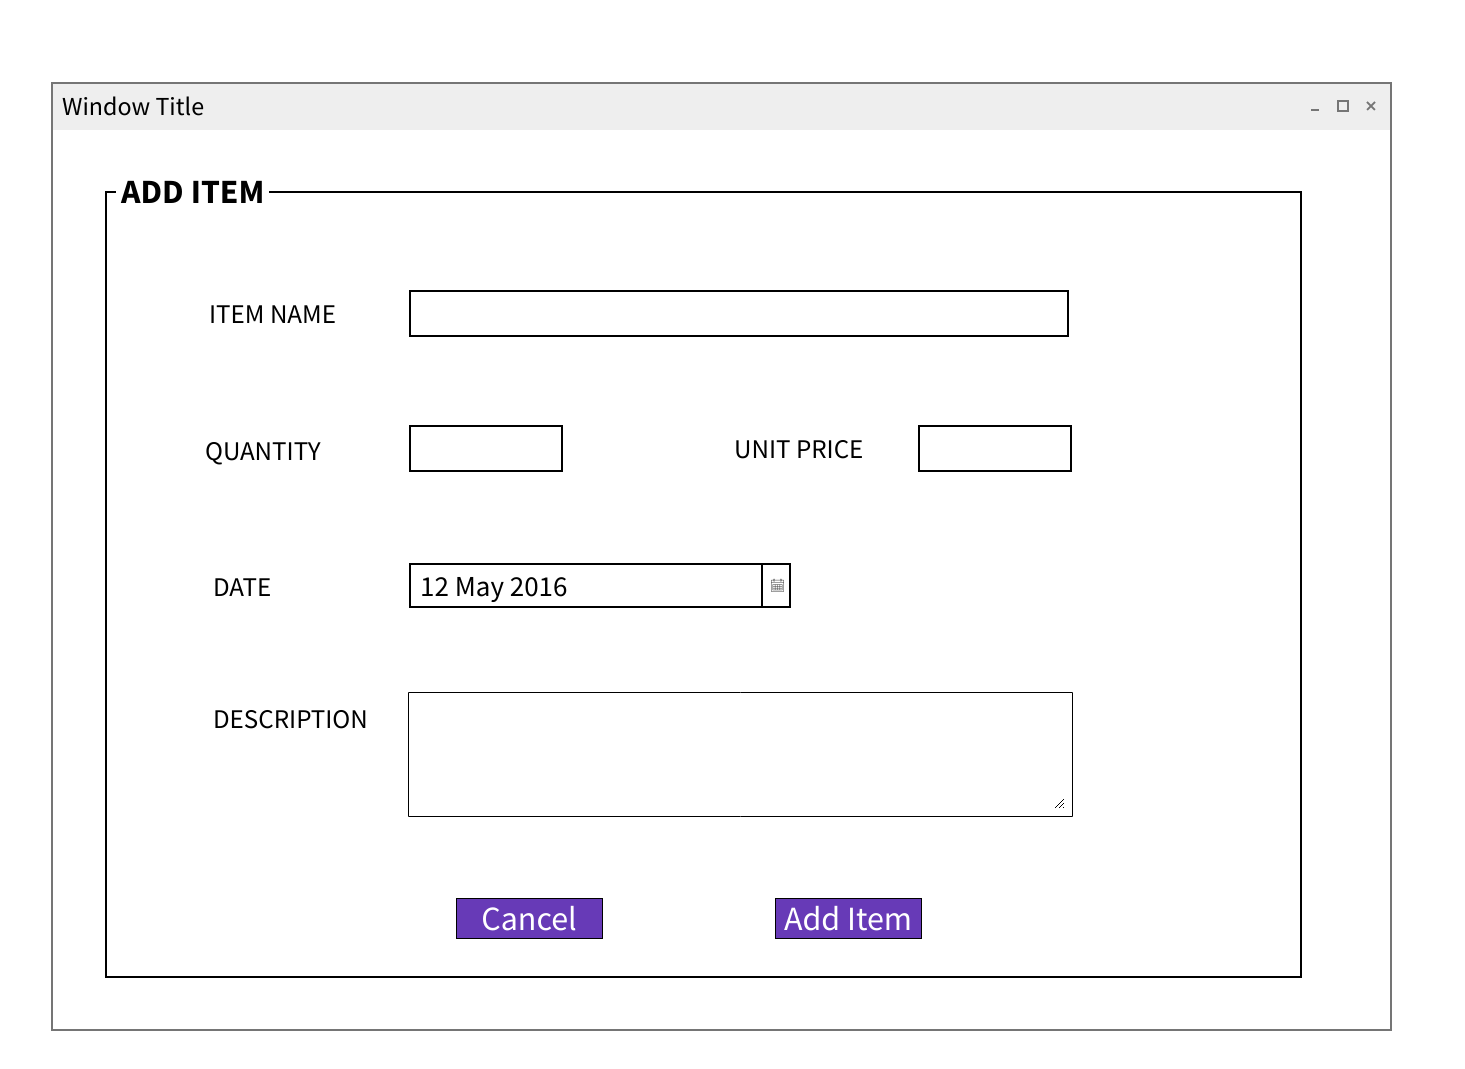 Window Title
ADD ITEM
ITEM NAME
QUANTITY
UNIT PRICE
DATE
12 May 2016
DESCRIPTION
Cancel
Add Item